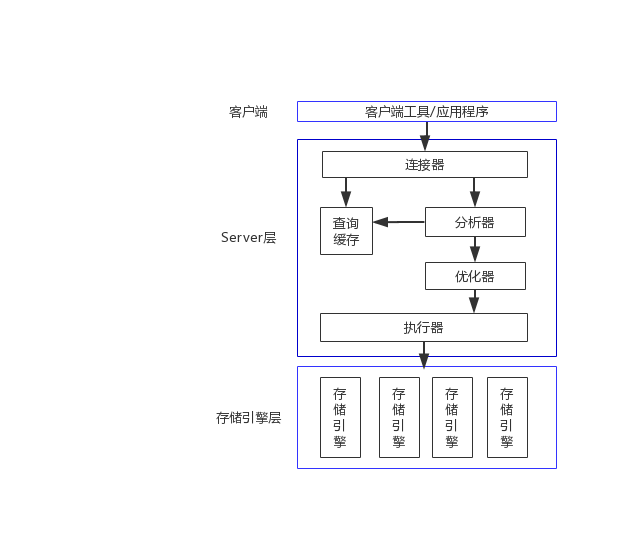 客户端
客户端工具/应用程序
连接器
Server层
查询
缓存
分析器
优化器
执行器
存储引擎层
存
储
引
擎
存
储
引
擎
存
储
引
擎
存
储
引
擎